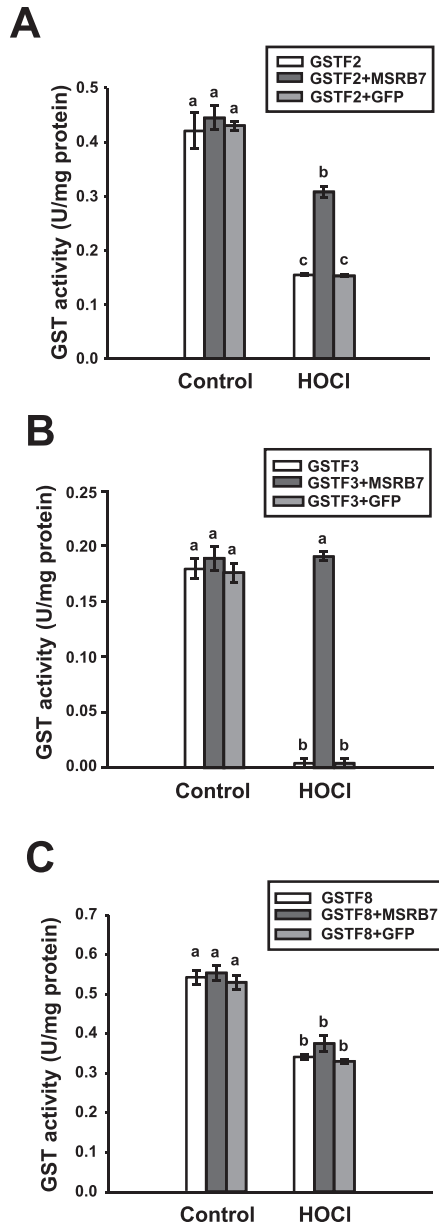 A
GSTF2
GSTF2+MSRB7
GSTF2+GFP
GST activity (U/mg protein)
0.5
0.4
0.3
0.2
0.1
0.0
a a a
b
c c
Control HOCl
B
GSTF3
GSTF3+MSRB7
GSTF3+GFP
GST activity (U/mg protein)
0.25
0.20
0.15
0.10
0.05
0.00
a a a
a
b b
Control HOCl
C
GSTF8
GSTF8+MSRB7
GSTF8+GFP
GST activity (U/mg protein)
0.7
0.6
0.5
0.4
0.3
0.2
0.1
0.0
a a a
b b b
Control HOCl